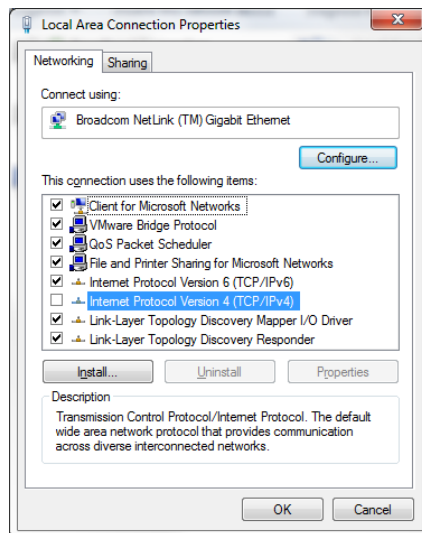 Local Area Connection Properties
Networking
Sharing
Connect using:
Broadcom NetLink (TM) Gigabit Ethernet
Configure...
This connection uses the following items:
Client for Microsoft Networks
VMware Bridge Protocol
QoS Packet Scheduler
File and Printer Sharing for Microsoft Networks
Internet Protocol Version 6 (TCP/IPv6)
Internet Protocol Version 4 (TCP/IPv4)
Link-Layer Topology Discovery Mapper I/O Driver
Link-Layer Topology Discovery Responder
Install...
Uninstall
Properties
Description
Transmission Control Protocol/Internet Protocol. The default
wide area network protocol that provides communication
across diverse interconnected networks.
OK
Cancel